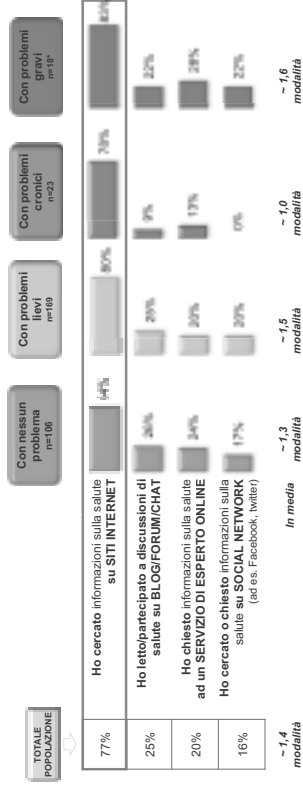 TOTALE
POPOLAZIONE
Con nessun
problema
n=106
Con problemi
lievi
n=169
Con problemi
cronici
n=23
Con problemi
gravi
n=18*
77%
Ho cercato informazioni sulla salute
su SITI INTERNET
80%
78%
83%
25%
Ho letto/partecipato a discussioni di
salute su BLOG/FORUM/CHAT
26%
9%
22%
20%
Ho chiesto informazioni sulla salute
ad un SERVIZIO DI ESPERTO ONLINE
24%
20%
13%
28%
16%
Ho cercato o chiesto informazioni sulla
salute su SOCIAL NETWORK
(ad es. Facebook, twitter)
17%
20%
0%
22%
~ 1,4
modalità
In media
~ 1,3
modalità
~ 1,5
modalità
~ 1,0
modalità
~ 1,6
modalità